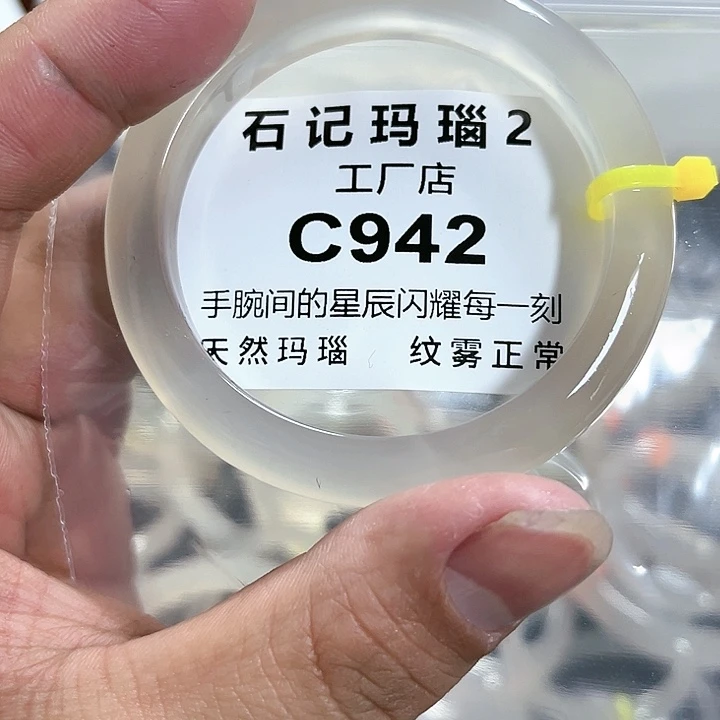 石记玛瑙2
工厂店
C942
手腕间的星辰闪耀每一刻
天然玛瑙 纹雾正常